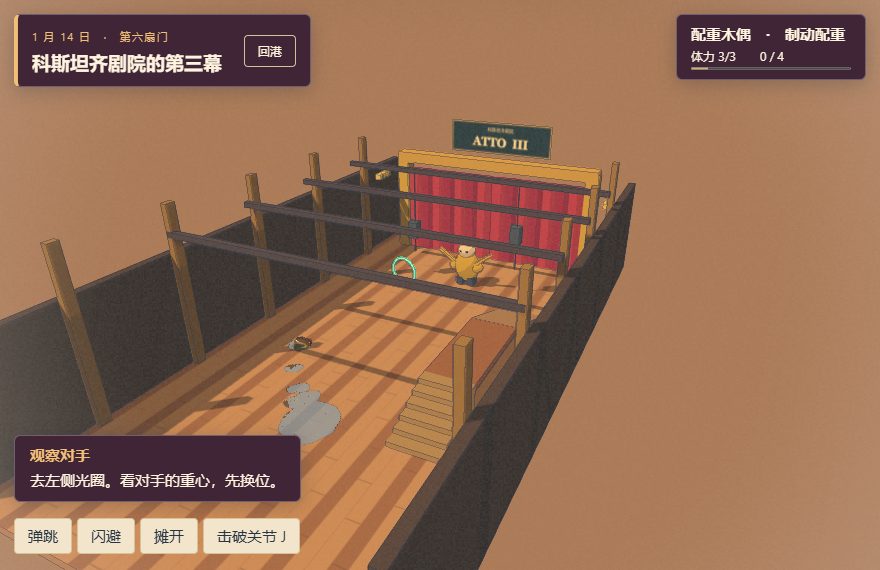 1 月 14 日 · 第六扇门
科斯坦齐剧院的第三幕
回港
配重木偶 · 制动配重
体力 3/3 0 / 4
ATTO III
观察对手
去左侧光圈。看对手的重心，先换位。
弹跳
闪避
摊开
击破关节 J